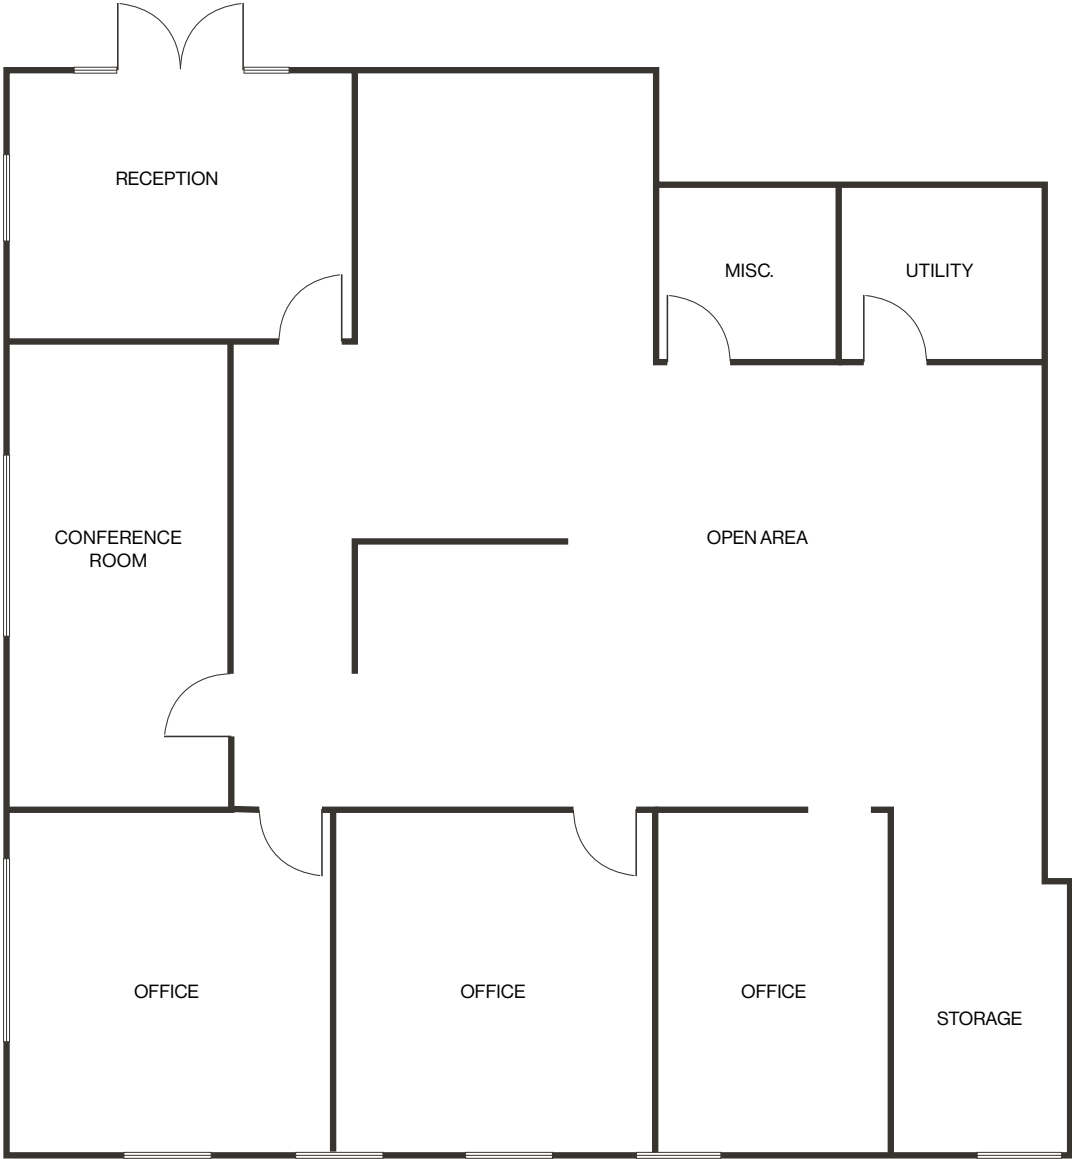 RECEPTION
MISC.
UTILITY
CONFERENCE
ROOM
OPEN AREA
OFFICE
OFFICE
OFFICE
STORAGE